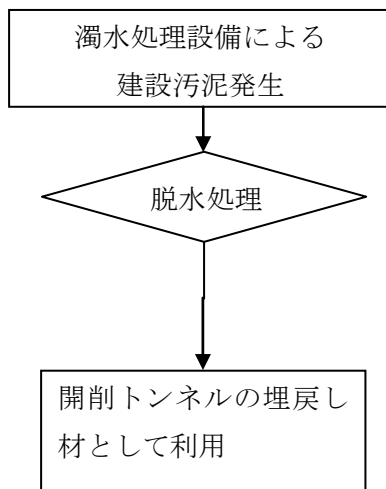 濁水処理設備による
建設汚泥発生
脱水処理
開削トンネルの埋戻し
材として利用